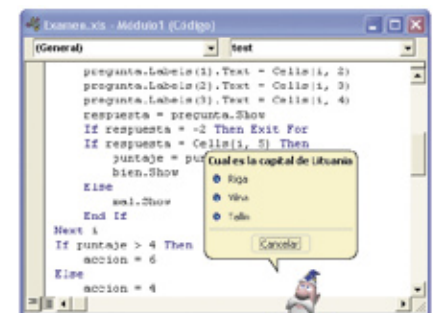 Examen.xls - Módulo1 (Código)
(General) test
pregunta.Labels(1).Text = Cells(i, 2)
pregunta.Labels(2).Text = Cells(i, 3)
pregunta.Labels(3).Text = Cells(i, 4)
respuesta = pregunta.Show
If respuesta = -2 Then Exit For
If respuesta = Cells(i, 5) Then
puntaje =
bien.Show
Else
mal.Show
End If
Next i
If puntaje > 4 Then
accion = 6
Else
accion = 4
Cual es la capital de Lituania
Riga
Vilna
Tallin
Cancelar